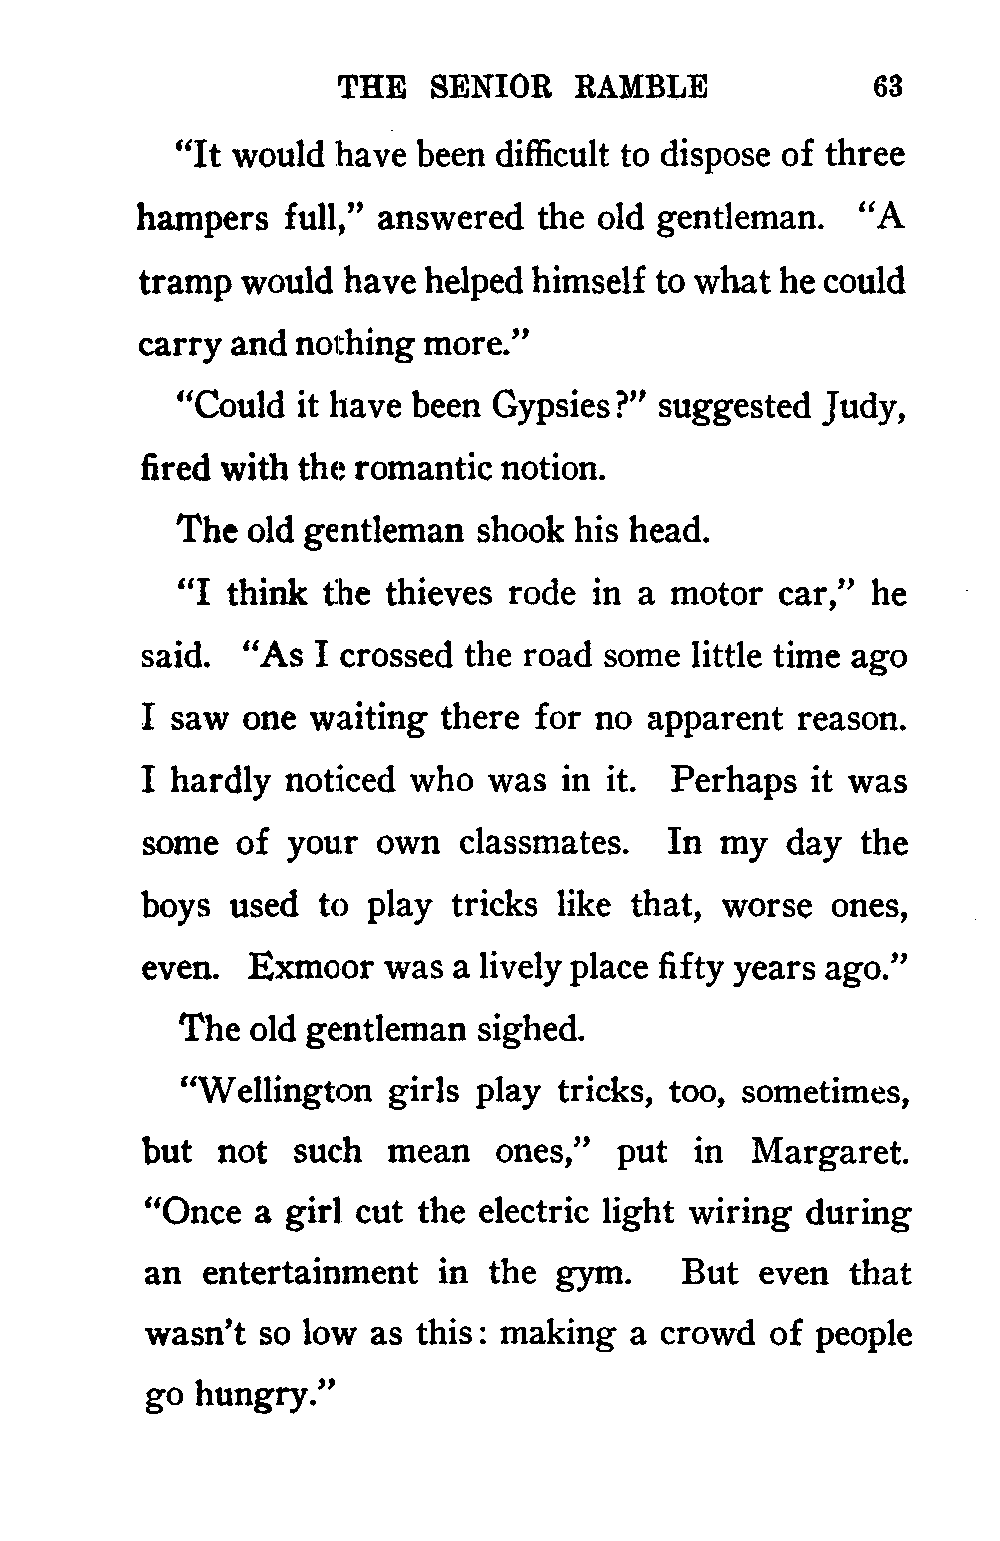 THE SENIOR RAMBLE 63
“It would have been difficult to dispose of three
hampers full,” answered the old gentleman. “A
tramp would have helped himself to what he could
carry and nothing more.”
“Could it have been Gypsies?” suggested Judy,
fired with the romantic notion.
The old gentleman shook his head.
“I think the thieves rode in a motor car,” he
said. “As I crossed the road some little time ago
I saw one waiting there for no apparent reason.
I hardly noticed who was in it. Perhaps it was
some of your own classmates. In my day the
boys used to play tricks like that, worse ones,
even. Exmoor was a lively place fifty years ago.”
The old gentleman sighed.
“Wellington girls play tricks, too, sometimes,
but not such mean ones,” put in Margaret.
“Once a girl cut the electric light wiring during
an entertainment in the gym. But even that
wasn’t so low as this: making a crowd of people
go hungry.”